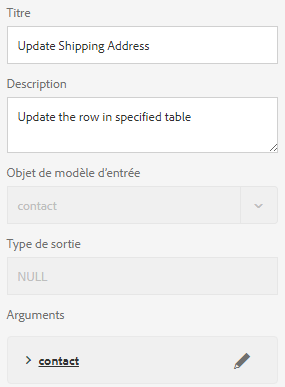 Titre
Update Shipping Address
Description
Update the row in specified table
Objet de modèle d'entrée
contact
Type de sortie
NULL
Arguments
contact